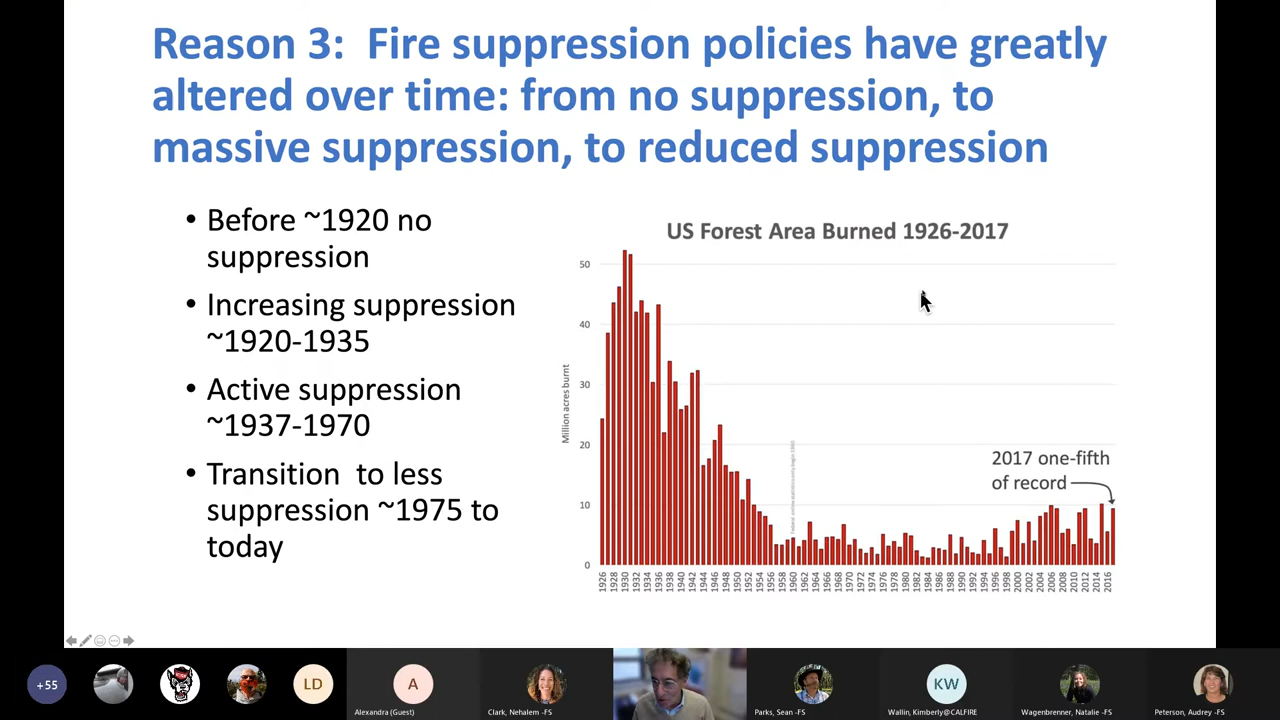 Reason 3: Fire suppression policies have greatly
altered over time: from no suppression, to
massive suppression, to reduced suppression
• Before ~1920 no
suppression
• Increasing suppression
~1920-1935
• Active suppression
~1937-1970
• Transition to less
suppression ~1975 to
today
US Forest Area Burned 1926-2017
Million acres burnt
50
40
30
20
10
0
2017 one-fifth
of record
1926 1928 1930 1932 1934 1936 1938 1940 1942 1944 1946 1948 1950 1952 1954 1956 1958 1960 1962 1964 1966 1968 1970 1972 1974 1976 1978 1980 1982 1984 1986 1988 1990 1992 1994 1996 1998 2000 2002 2004 2006 2008 2010 2012 2014 2016
+55
LD
A
Alexandra (Guest)
Clark, Nehalem -FS
Parks, Sean -FS
KW
Wallin, Kimberly@CALFIRE
Wagenbrenner, Natalie -FS
Peterson, Audrey -FS